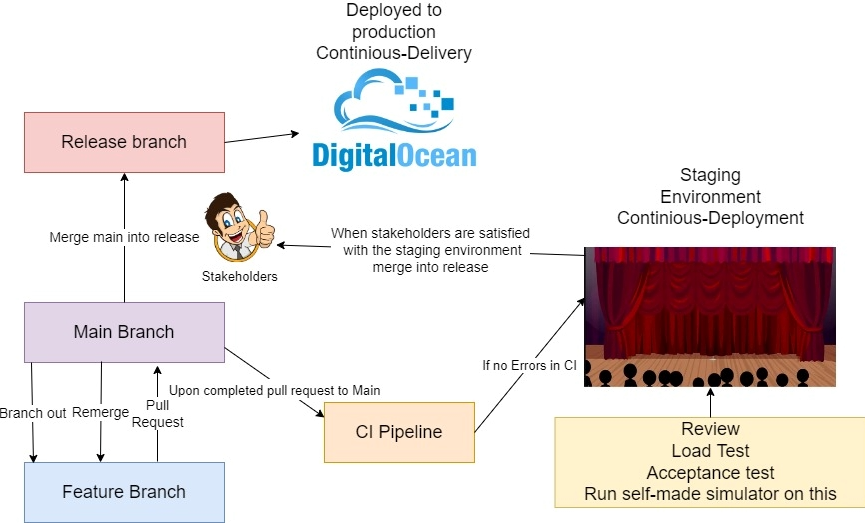 Deployed to
production
Continious-Delivery
DigitalOcean
Release branch
Staging
Environment
Continious-Deployment
Merge main into release
When stakeholders are satisfied
with the staging environment
merge into release
Stakeholders
Main Branch
If no Errors in CI
Upon completed pull request to Main
Branch out
Remerge
Pull
Request
CI Pipeline
Feature Branch
Review
Load Test
Acceptance test
Run self-made simulator on this